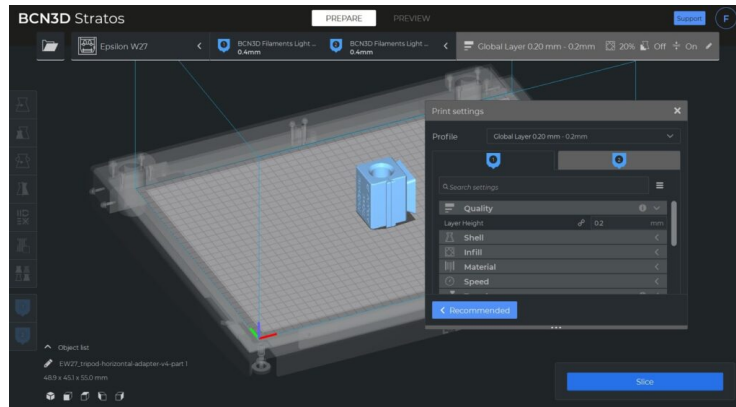 BCN3D Stratos
PREPARE
PREVIEW
Support
F
Epsilon W27
1
BCN3D Filaments Light ...
0.4mm
2
BCN3D Filaments Light ...
0.4mm
Global Layer 0.20 mm - 0.2mm
20%
Off
On
Print settings
Profile
Global Layer 0.20 mm - 0.2mm
1
2
Search settings
Quality
Layer Height
0.2
mm
Shell
Infill
Material
Speed
Recommended
Object list
EW27_tripod-horizontal-adapter-v4-part 1
48.9 x 45.1 x 55.0 mm
Slice